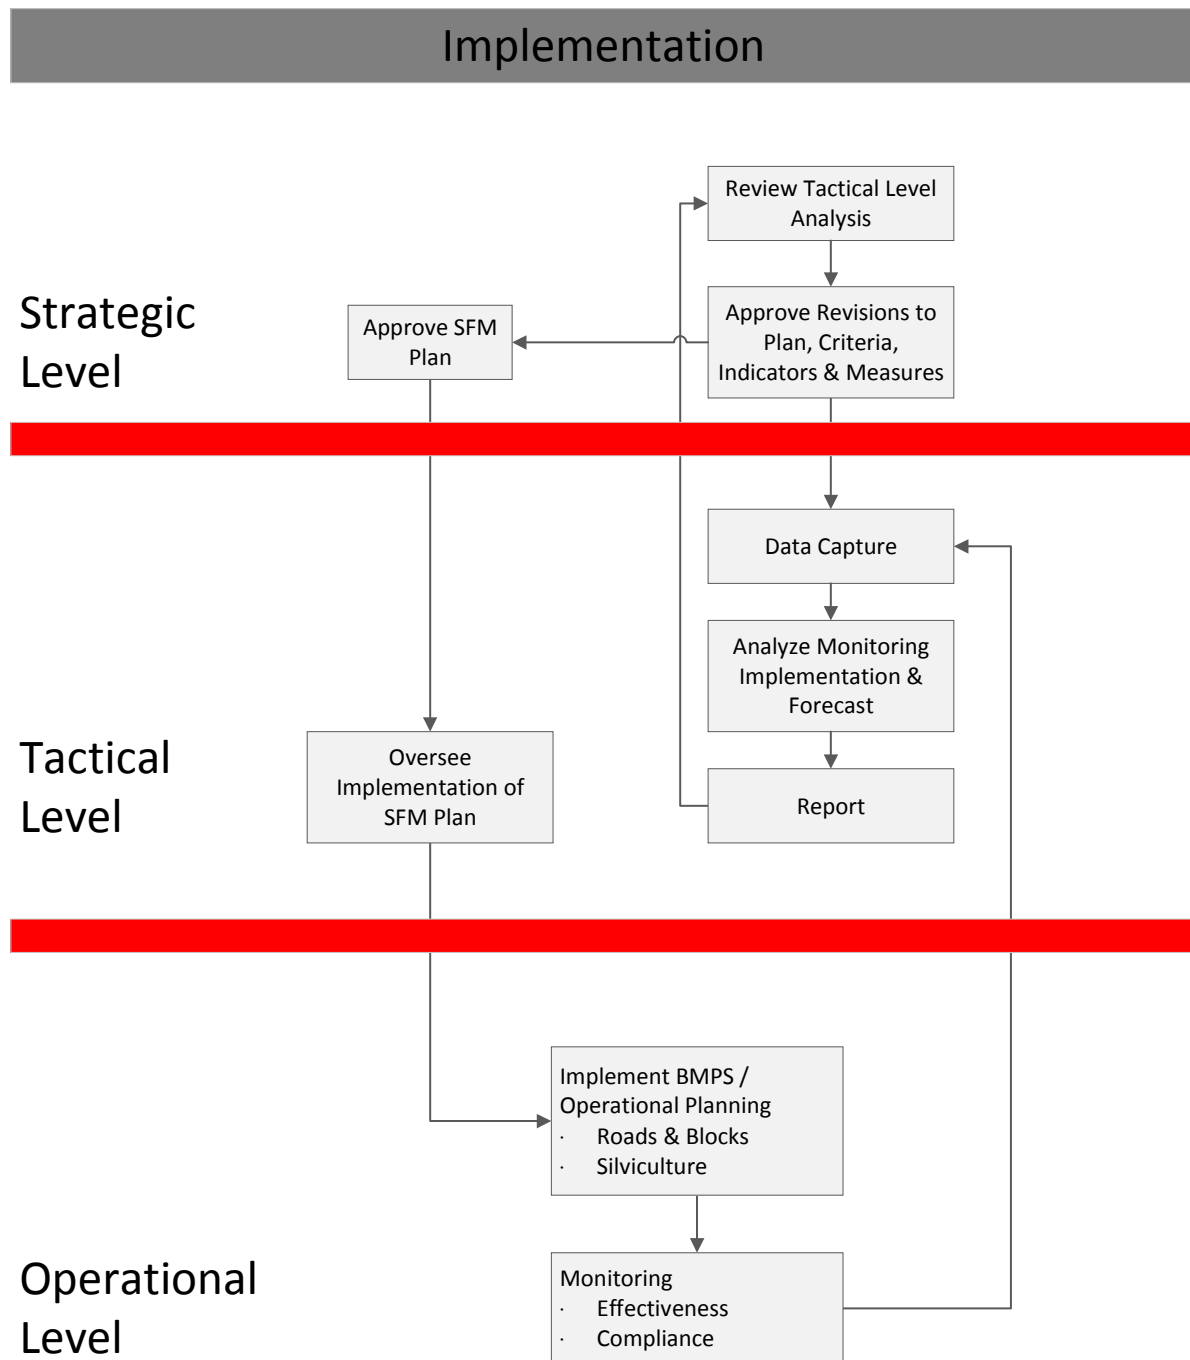 Implementation
Review Tactical Level
Analysis
Strategic
Level
Approve SFM
Plan
Approve Revisions to
Plan, Criteria,
Indicators & Measures
Data Capture
Analyze Monitoring
Implementation &
Forecast
Tactical
Level
Oversee
Implementation of
SFM Plan
Report
Implement BMPS /
Operational Planning
· Roads & Blocks
· Silviculture
Operational
Level
Monitoring
· Effectiveness
· Compliance